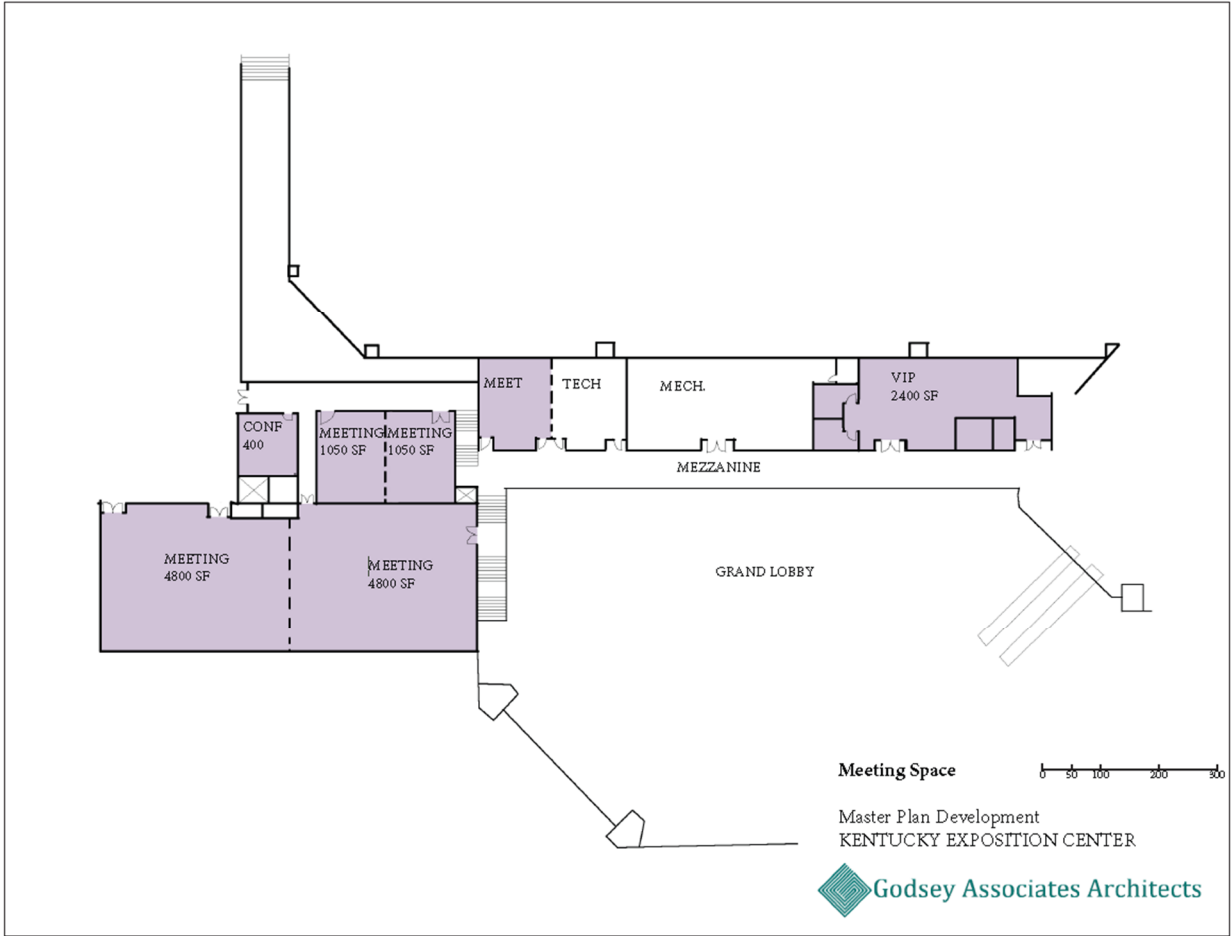 MEET
TECH
MECH.
VIP
2400 SF
CONF
400
MEETING
1050 SF
MEETING
1050 SF
MEZZANINE
MEETING
4800 SF
MEETING
4800 SF
GRAND LOBBY
Meeting Space
0 50 100 200 300
Master Plan Development
KENTUCKY EXPOSITION CENTER
Godsey Associates Architects